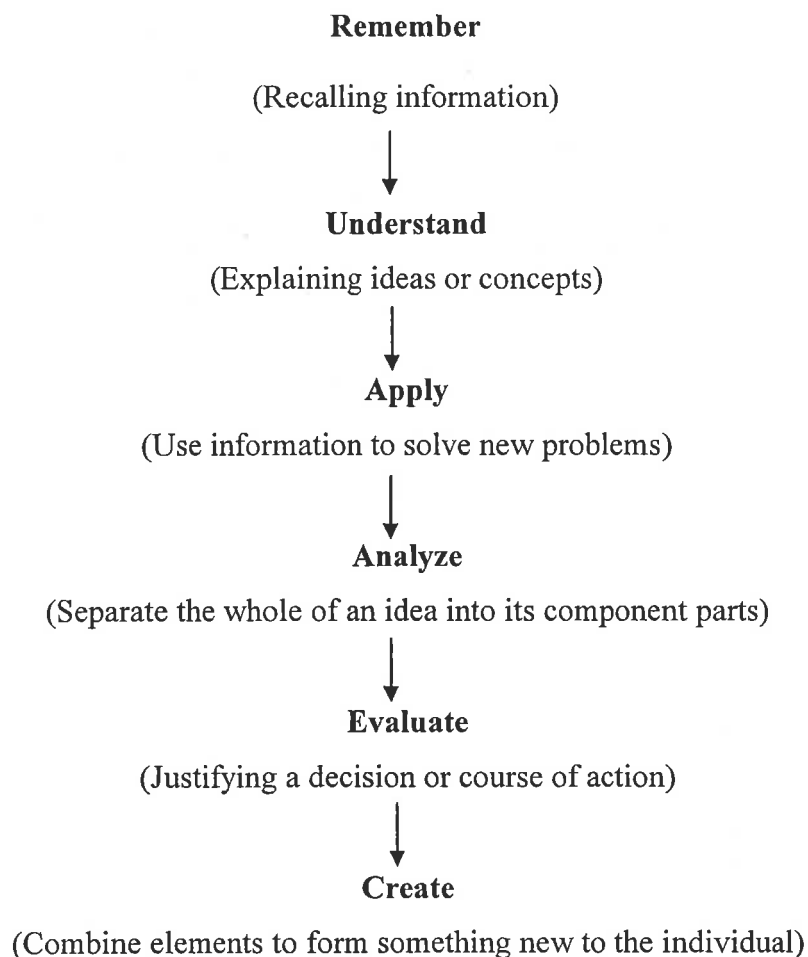 Remember
(Recalling information)
Understand
(Explaining ideas or concepts)
Apply
(Use information to solve new problems)
Analyze
(Separate the whole of an idea into its component parts)
Evaluate
(Justifying a decision or course of action)
Create
(Combine elements to form something new to the individual)